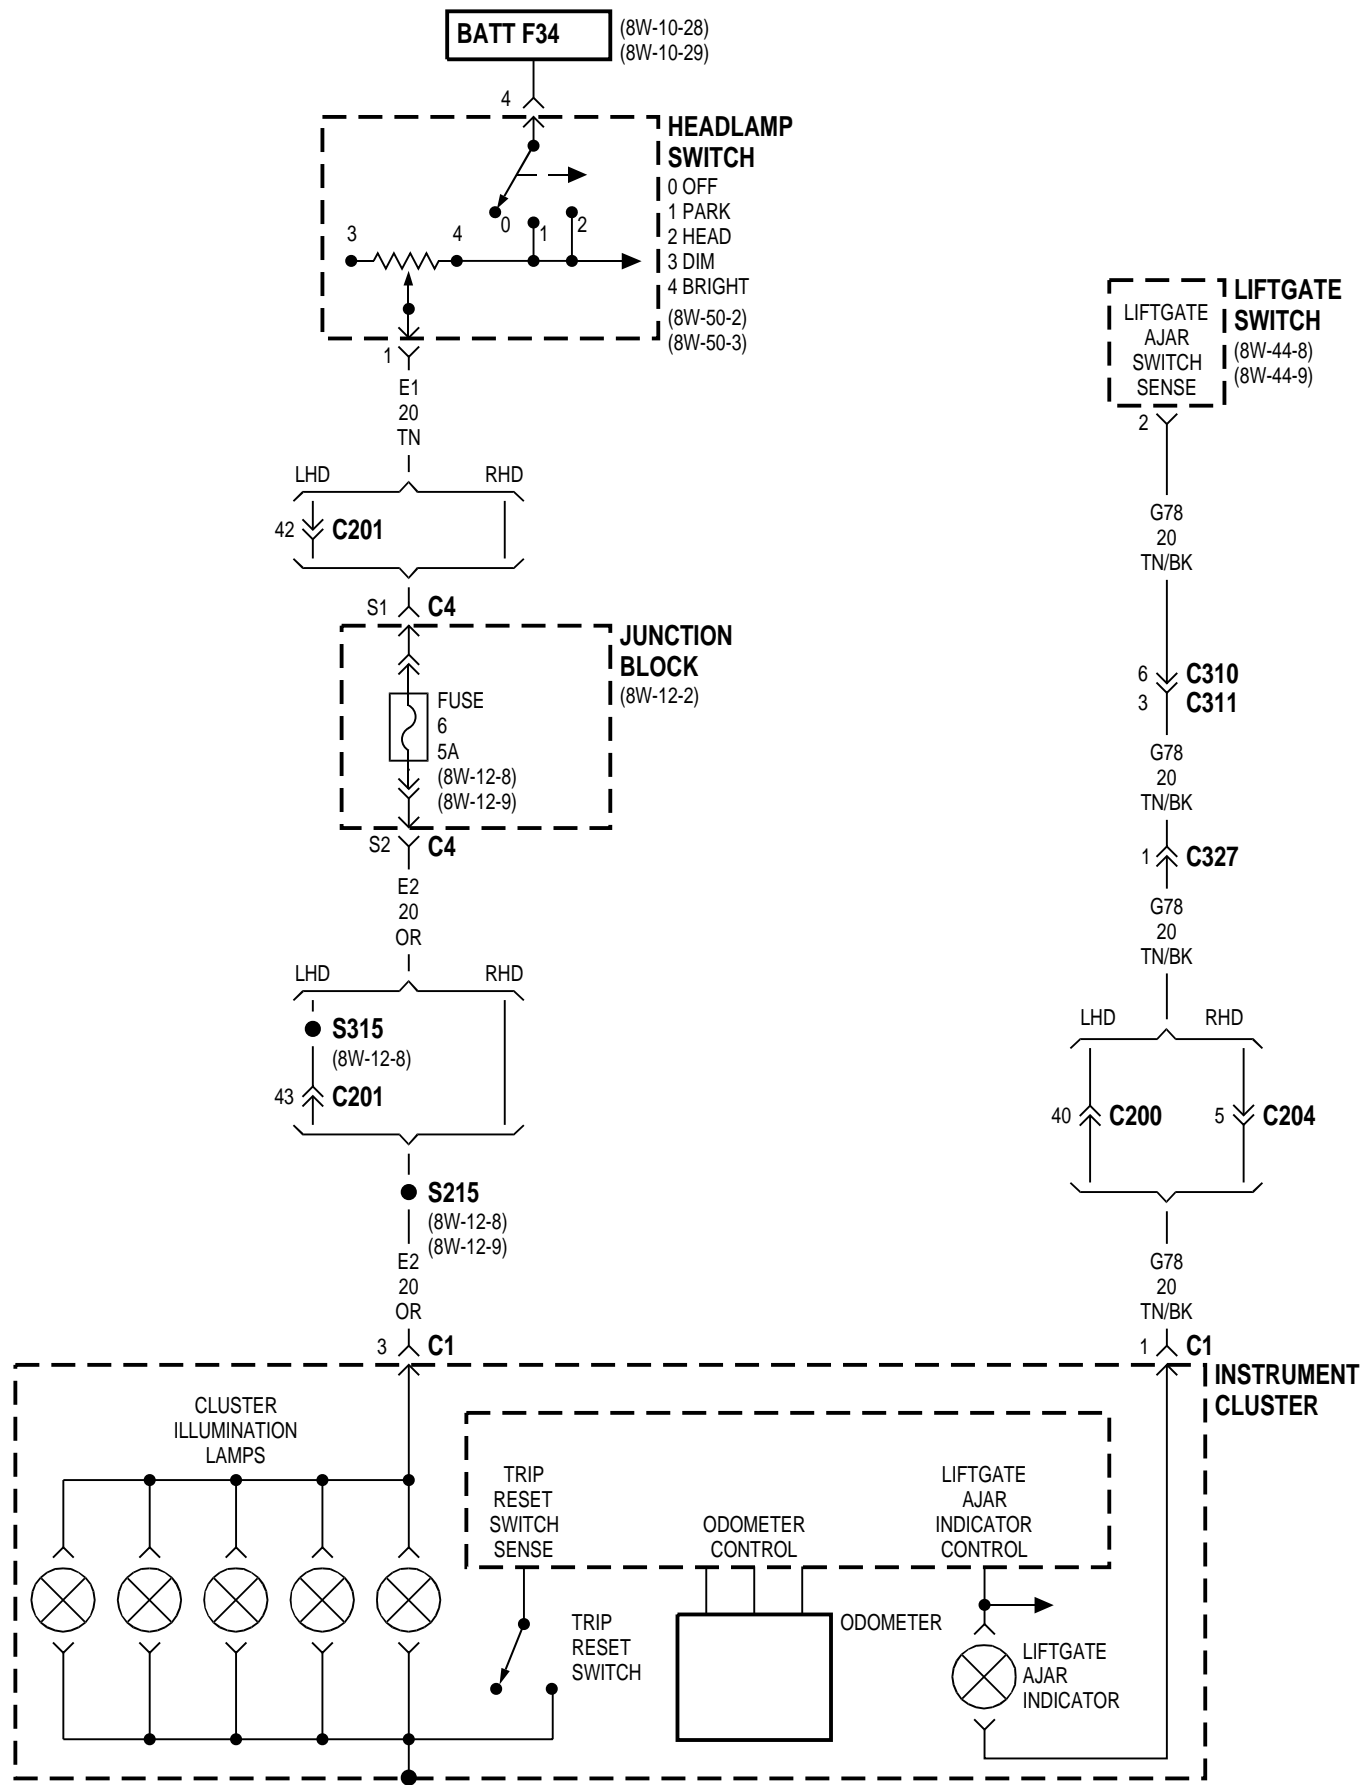 BATT F34
(8W-10-28)
(8W-10-29)
4
HEADLAMP
SWITCH
0 OFF
1 PARK
2 HEAD
3 DIM
4 BRIGHT
(8W-50-2)
(8W-50-3)
0
1
2
3
4
1
E1
20
TN
LHD
RHD
42
C201
S1
C4
JUNCTION
BLOCK
(8W-12-2)
FUSE
6
5A
(8W-12-8)
(8W-12-9)
S2
C4
E2
20
OR
LHD
RHD
S315
(8W-12-8)
43
C201
S215
(8W-12-8)
(8W-12-9)
E2
20
OR
3
C1
LIFTGATE
SWITCH
(8W-44-8)
(8W-44-9)
LIFTGATE
AJAR
SWITCH
SENSE
2
G78
20
TN/BK
6
C310
3
C311
G78
20
TN/BK
1
C327
G78
20
TN/BK
LHD
RHD
40
C200
5
C204
G78
20
TN/BK
1
C1
INSTRUMENT
CLUSTER
CLUSTER
ILLUMINATION
LAMPS
TRIP
RESET
SWITCH
SENSE
ODOMETER
CONTROL
LIFTGATE
AJAR
INDICATOR
CONTROL
TRIP
RESET
SWITCH
ODOMETER
LIFTGATE
AJAR
INDICATOR